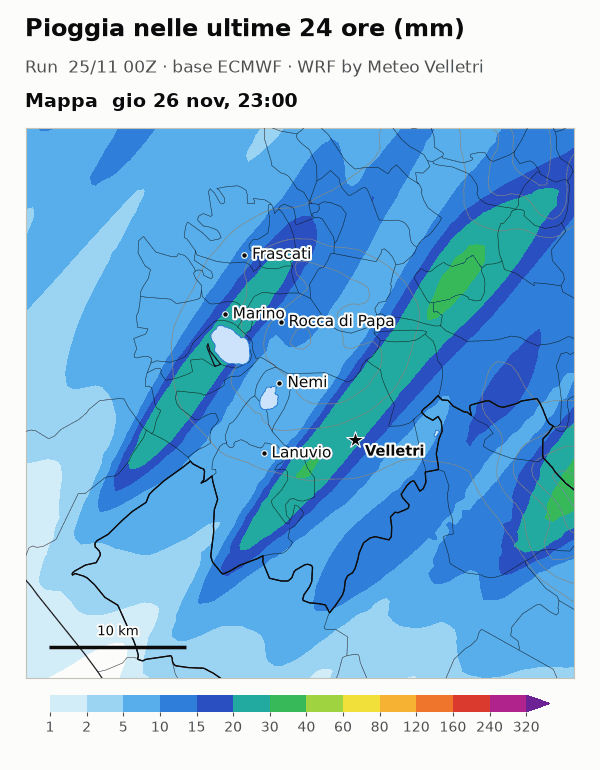 Pioggia nelle ultime 24 ore (mm)
Run  25/11 00Z · base ECMWF · WRF by Meteo Velletri
Mappa  gio 26 nov, 23:00
Frascati
Marino
Rocca di Papa
Nemi
Velletri
Lanuvio
10 km
1 2 5 10 15 20 30 40 60 80 120 160 240 320